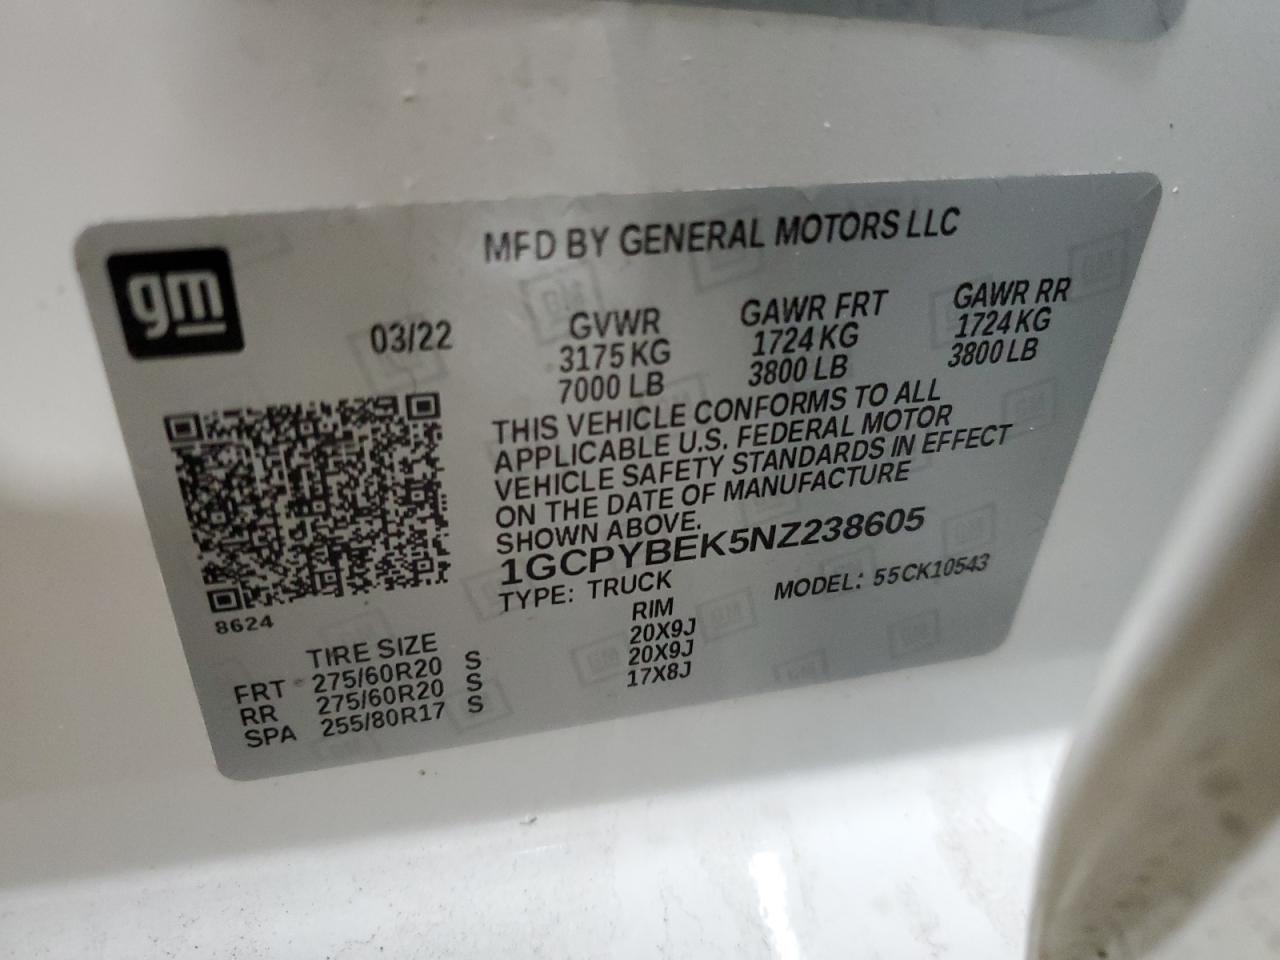 gm
MFD BY GENERAL MOTORS LLC
03/22
GVWR GAWR FRT GAWR RR
3175 KG 1724 KG 1724 KG
7000 LB 3800 LB 3800 LB
THIS VEHICLE CONFORMS TO ALL
APPLICABLE U.S. FEDERAL MOTOR
VEHICLE SAFETY STANDARDS IN EFFECT
ON THE DATE OF MANUFACTURE
SHOWN ABOVE.
1GCPYBEK5NZ238605
TYPE: TRUCK MODEL: 55CK10543
8624
TIRE SIZE RIM
FRT 275/60R20 S 20X9J
RR 275/60R20 S 20X9J
SPA 255/80R17 S 17X8J